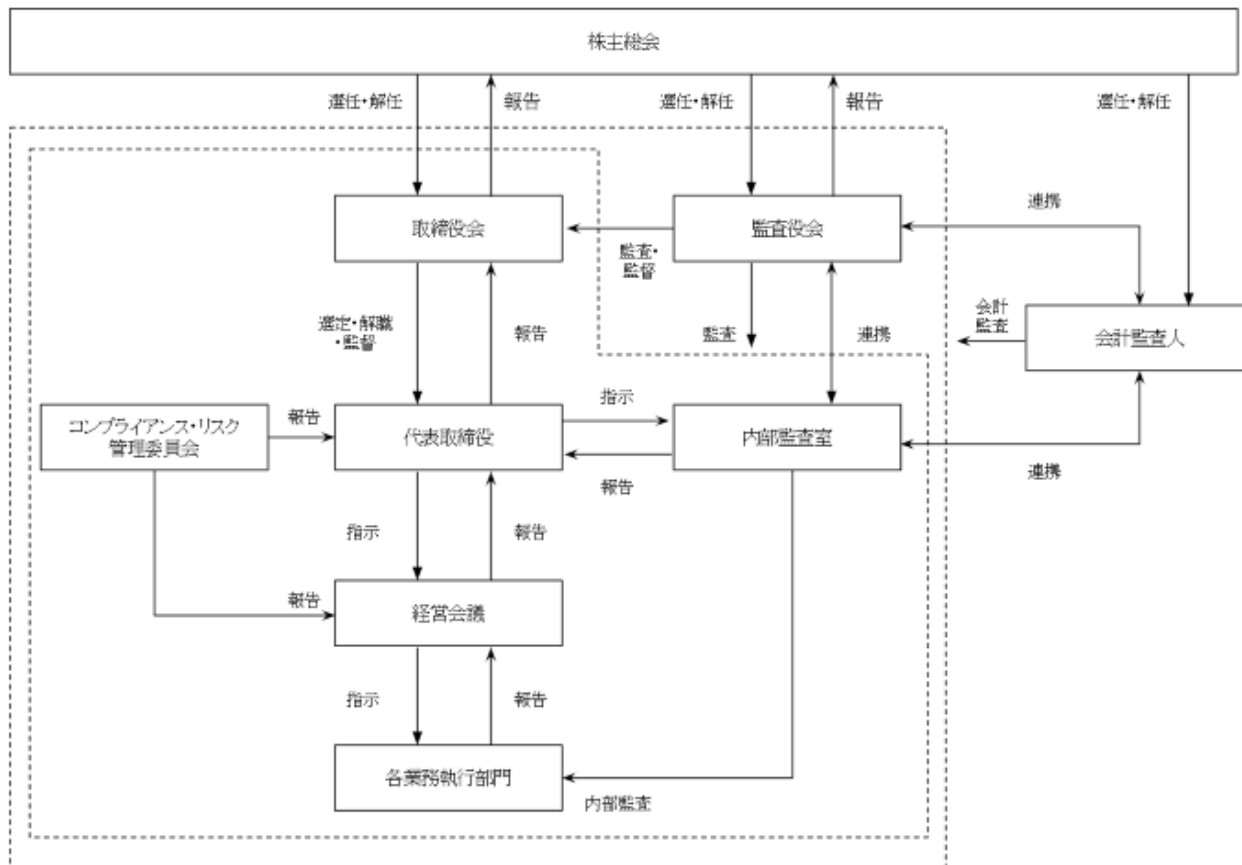 株主総会
選任・解任
報告
選任・解任
報告
選任・解任
取締役会
監査役会
連携
監査・
監督
選定・解職
・監督
報告
監査
連携
会計
監査
会計監査人
コンプライアンス・リスク
管理委員会
報告
代表取締役
指示
報告
内部監査室
連携
指示
報告
報告
経営会議
指示
報告
各業務執行部門
内部監査